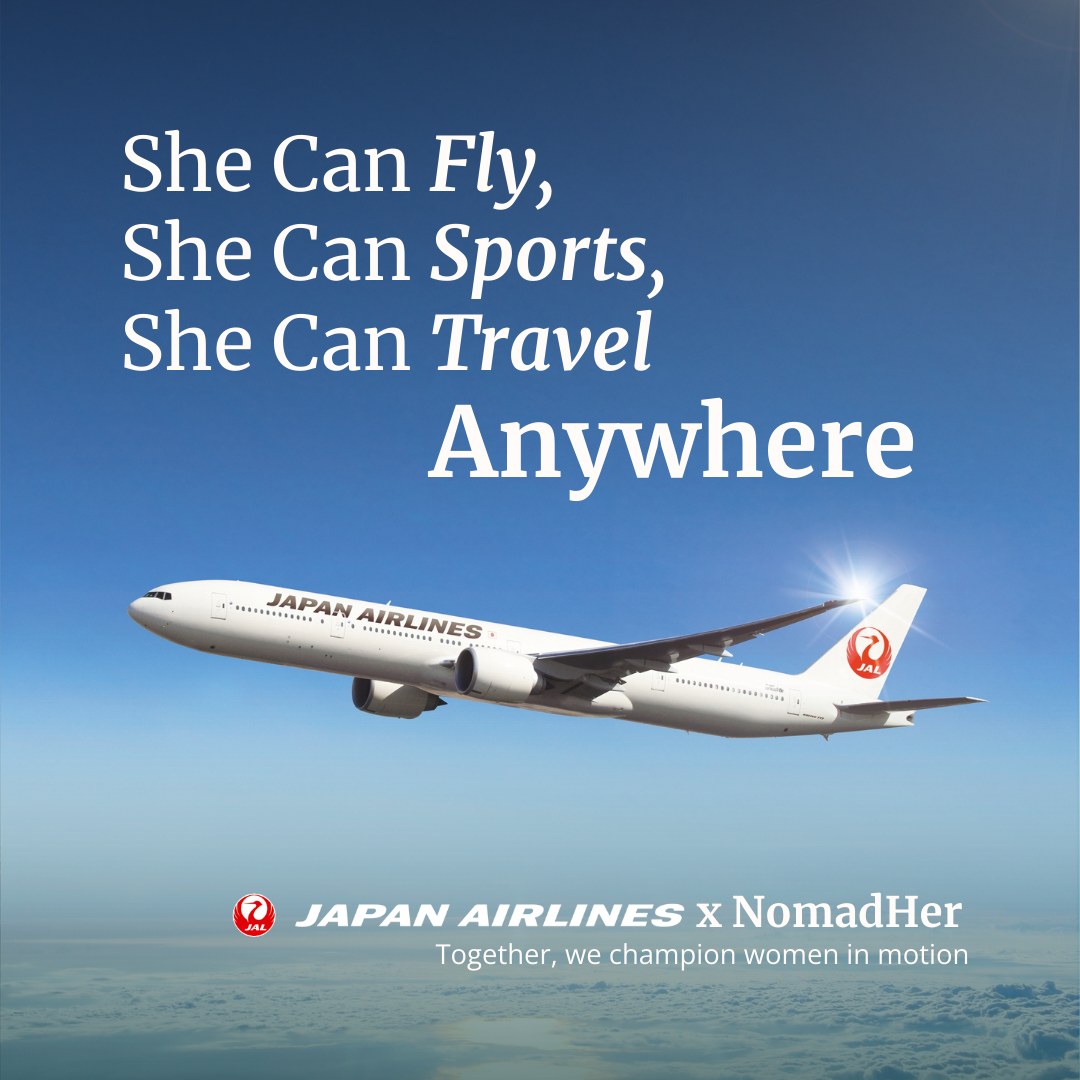 She Can Fly,
She Can Sports,
She Can Travel
Anywhere
JAPAN AIRLINES
JAL
JAL JAPAN AIRLINES x NomadHer
Together, we champion women in motion